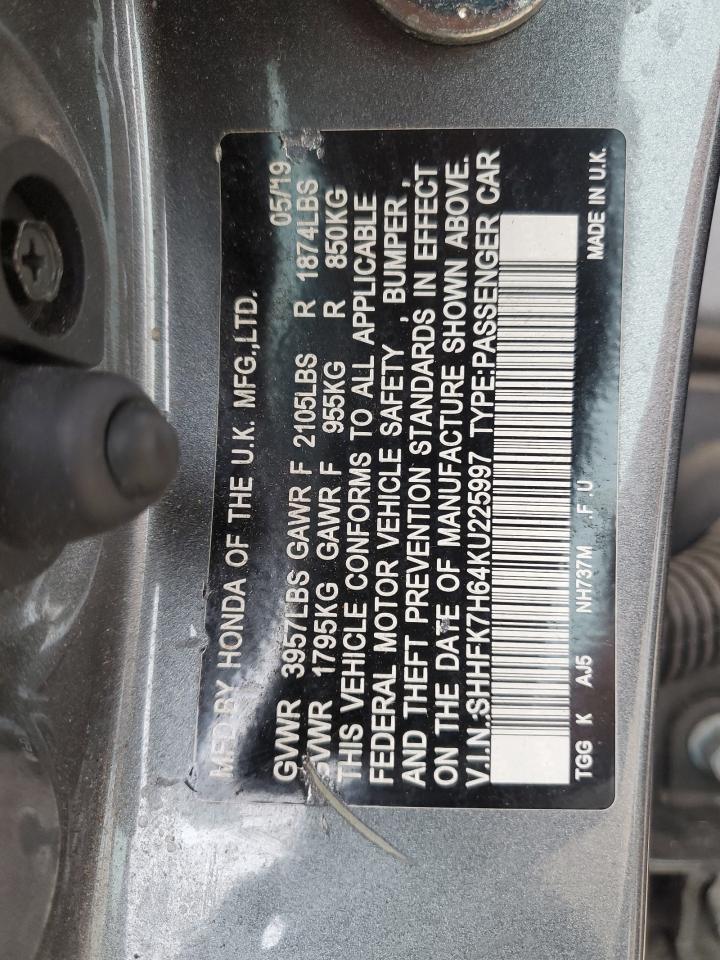 MFD.BY HONDA OF THE U.K. MFG.,LTD. 05/19
GVWR 3957LBS GAWR F 2105LBS R 1874LBS
GVWR 1795KG GAWR F 955KG R 850KG
THIS VEHICLE CONFORMS TO ALL APPLICABLE
FEDERAL MOTOR VEHICLE SAFETY , BUMPER ,
AND THEFT PREVENTION STANDARDS IN EFFECT
ON THE DATE OF MANUFACTURE SHOWN ABOVE.
V.I.N.:SHHFK7H64KU225997 TYPE:PASSENGER CAR
TGG K AJ5 NH737M F .U MADE IN U.K.